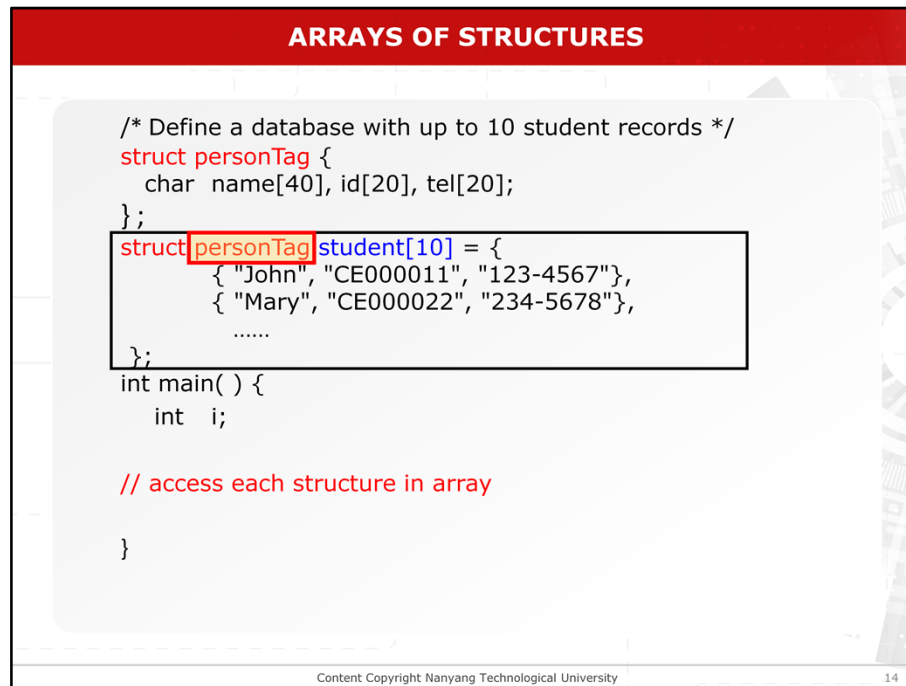 ARRAYS OF STRUCTURES
/* Define a database with up to 10 student records */
struct personTag {
char name[40], id[20], tel[20];
};
struct personTag student[10] = {
{ "John", "CE000011", "123-4567"},
{ "Mary", "CE000022", "234-5678"},
......
};
int main( ) {
int i;
// access each structure in array
}
Content Copyright Nanyang Technological University 14